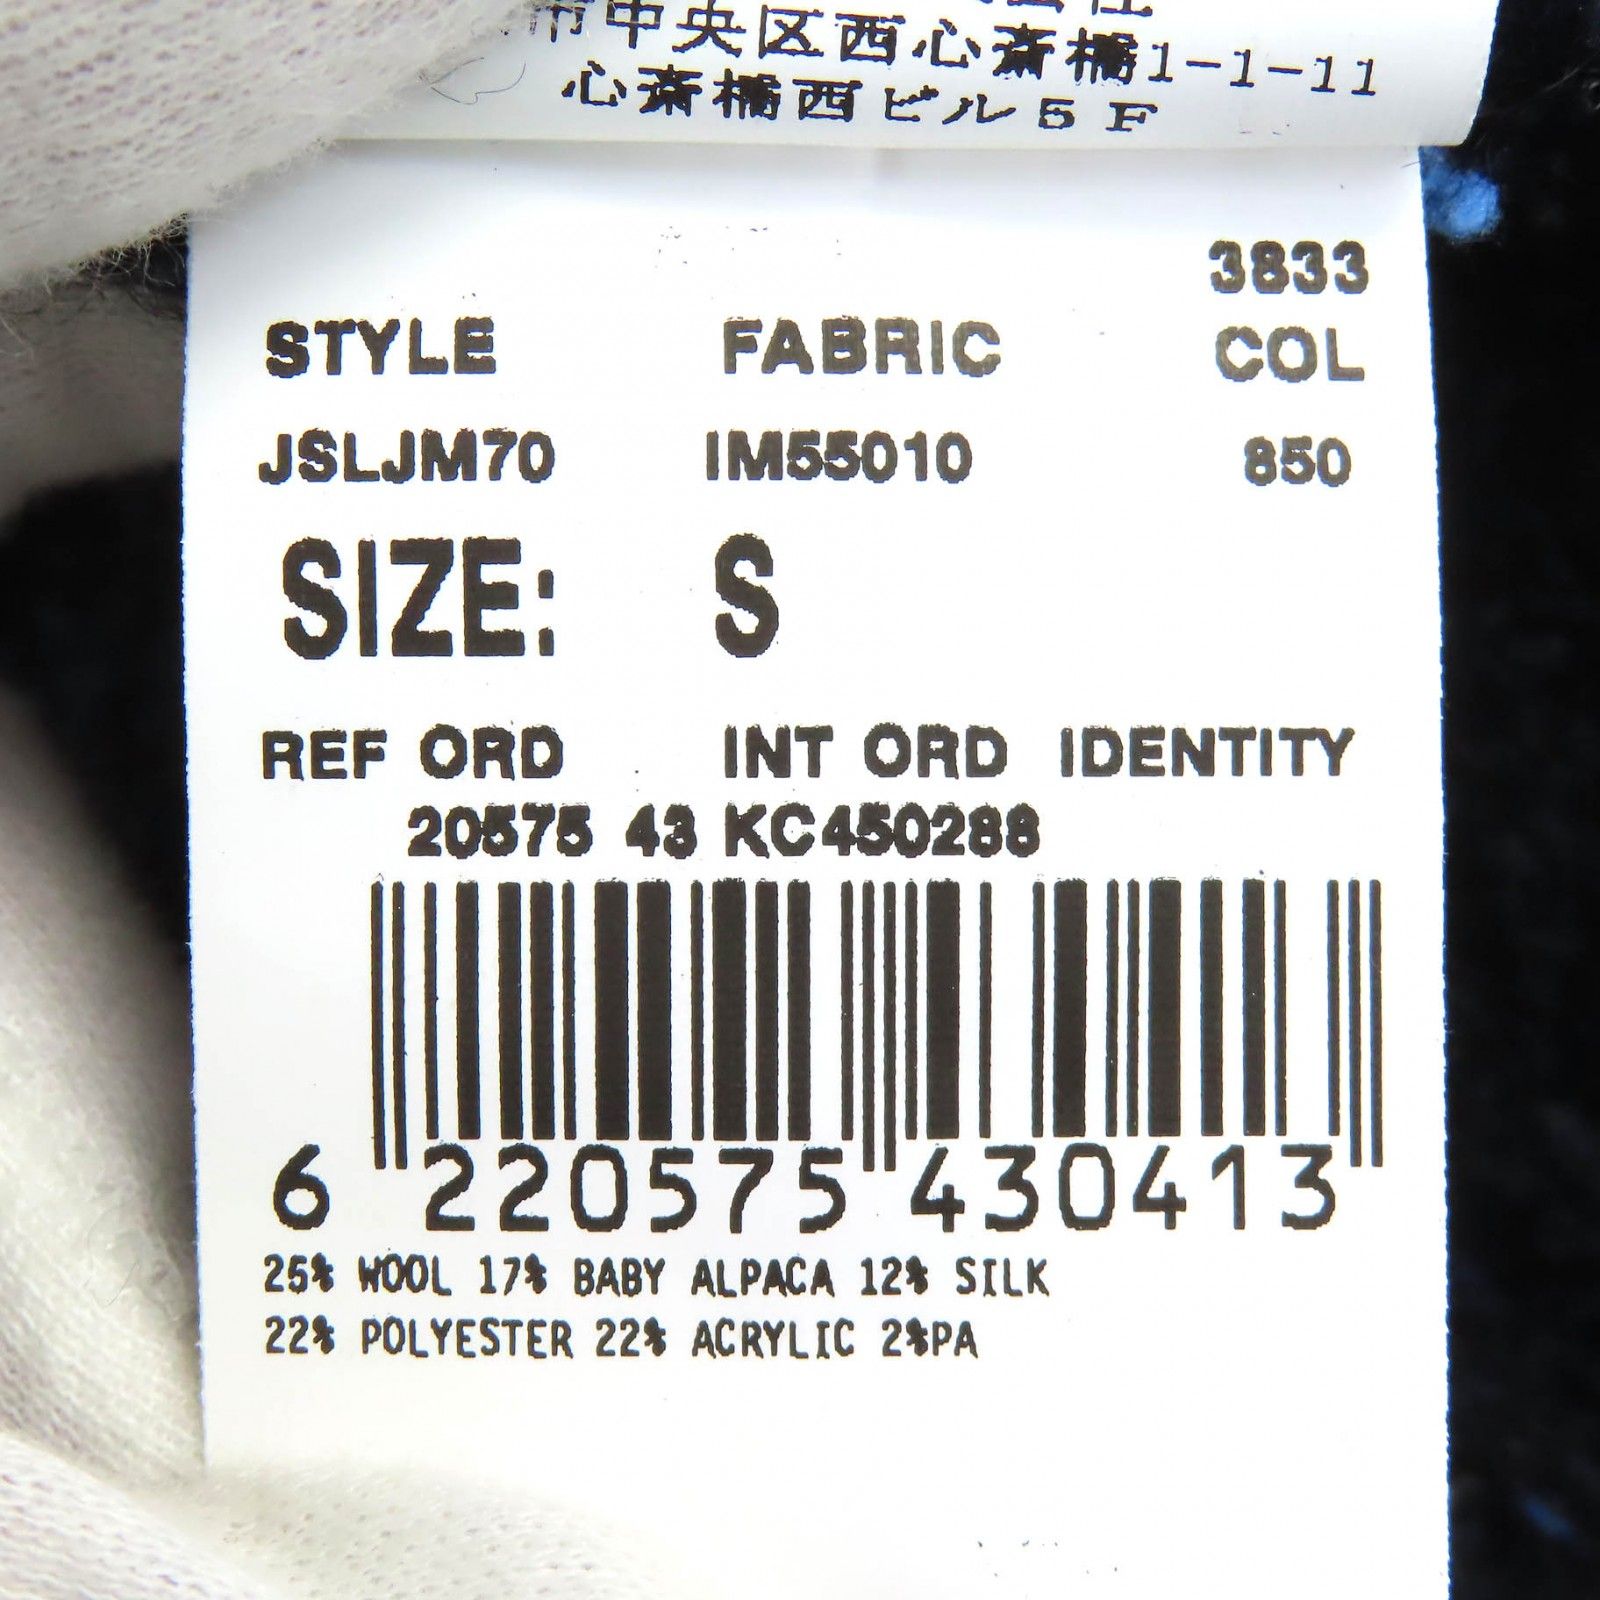 市中央区西心斎橋1-1-11
心斎橋西ビル5F
3833
STYLE FABRIC COL
JSLJM70 IM55010 850
SIZE: S
REF ORD INT ORD IDENTITY
20575 43 KC450288
6 220575 430413
25% WOOL 17% BABY ALPACA 12% SILK
22% POLYESTER 22% ACRYLIC 2%PA